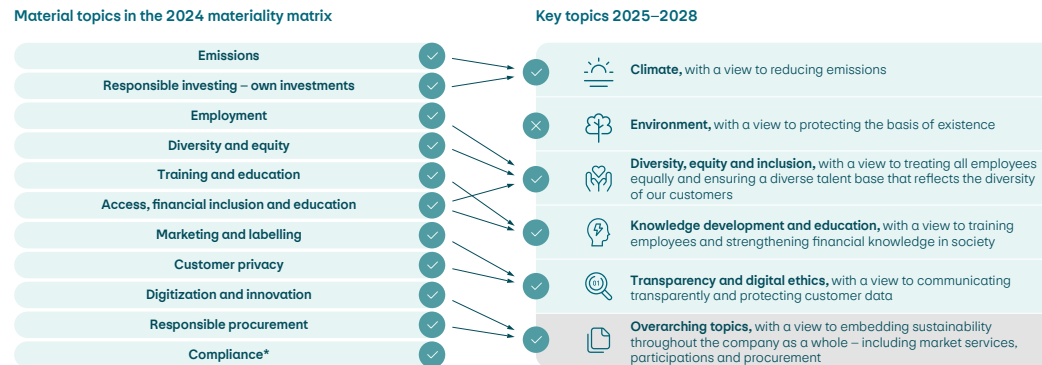 Material topics in the 2024 materiality matrix
Emissions
Responsible investing – own investments
Employment
Diversity and equity
Training and education
Access, financial inclusion and education
Marketing and labelling
Customer privacy
Digitization and innovation
Responsible procurement
Compliance*
Key topics 2025–2028
Climate, with a view to reducing emissions
Environment, with a view to protecting the basis of existence
Diversity, equity and inclusion, with a view to treating all employees
equally and ensuring a diverse talent base that reflects the diversity
of our customers
Knowledge development and education, with a view to training
employees and strengthening financial knowledge in society
01
Transparency and digital ethics, with a view to communicating
transparently and protecting customer data
Overarching topics, with a view to embedding sustainability
throughout the company as a whole – including market services,
participations and procurement